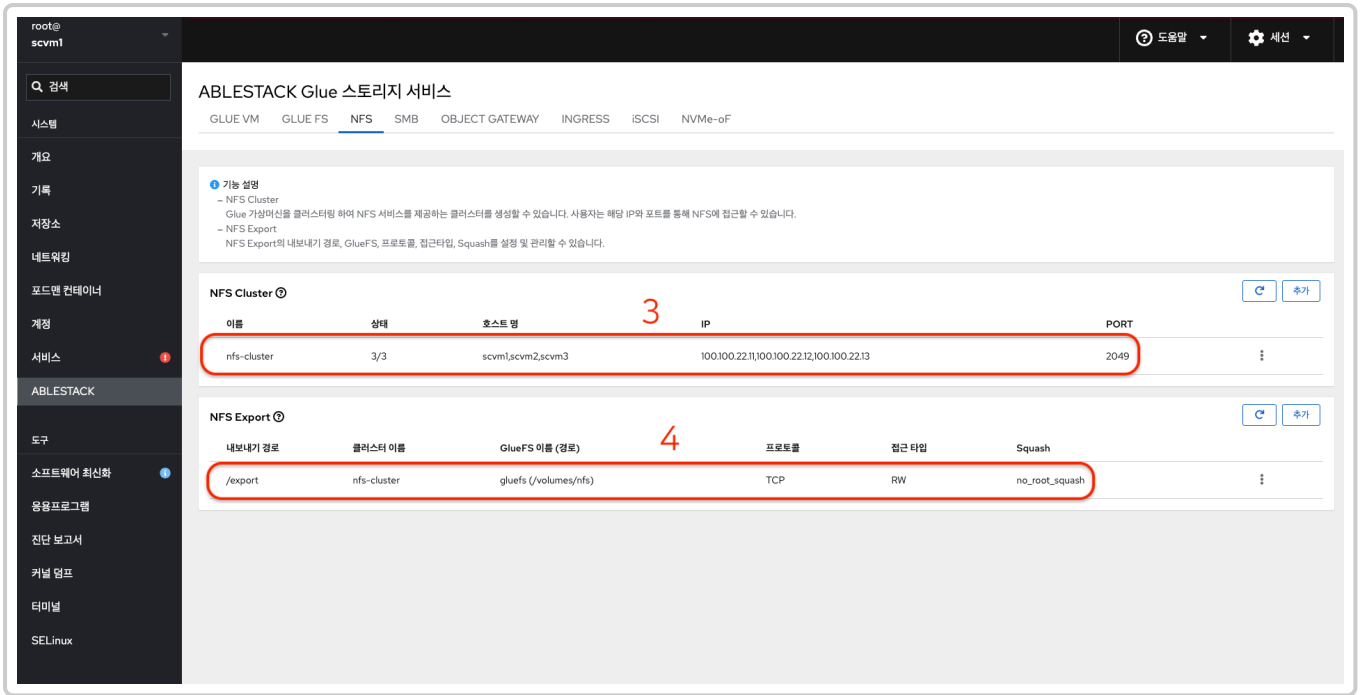 root@
scvm1
도움말
세션
검색
시스템
개요
기록
저장소
네트워킹
포드맨 컨테이너
계정
서비스
ABLESTACK
도구
소프트웨어 최신화
응용프로그램
진단 보고서
커널 덤프
터미널
SELinux
ABLESTACK Glue 스토리지 서비스
GLUE VM GLUE FS NFS SMB OBJECT GATEWAY INGRESS iSCSI NVMe-oF
기능 설명
– NFS Cluster
Glue 가상머신을 클러스터링 하여 NFS 서비스를 제공하는 클러스터를 생성할 수 있습니다. 사용자는 해당 IP와 포트를 통해 NFS에 접근할 수 있습니다.
– NFS Export
NFS Export의 내보내기 경로, GlueFS, 프로토콜, 접근타입, Squash를 설정 및 관리할 수 있습니다.
NFS Cluster
추가
3
이름 상태 호스트 명 IP PORT
nfs-cluster 3/3 scvm1,scvm2,scvm3 100.100.22.11,100.100.22.12,100.100.22.13 2049
NFS Export
추가
4
내보내기 경로 클러스터 이름 GlueFS 이름 (경로) 프로토콜 접근 타입 Squash
/export nfs-cluster gluefs (/volumes/nfs) TCP RW no_root_squash